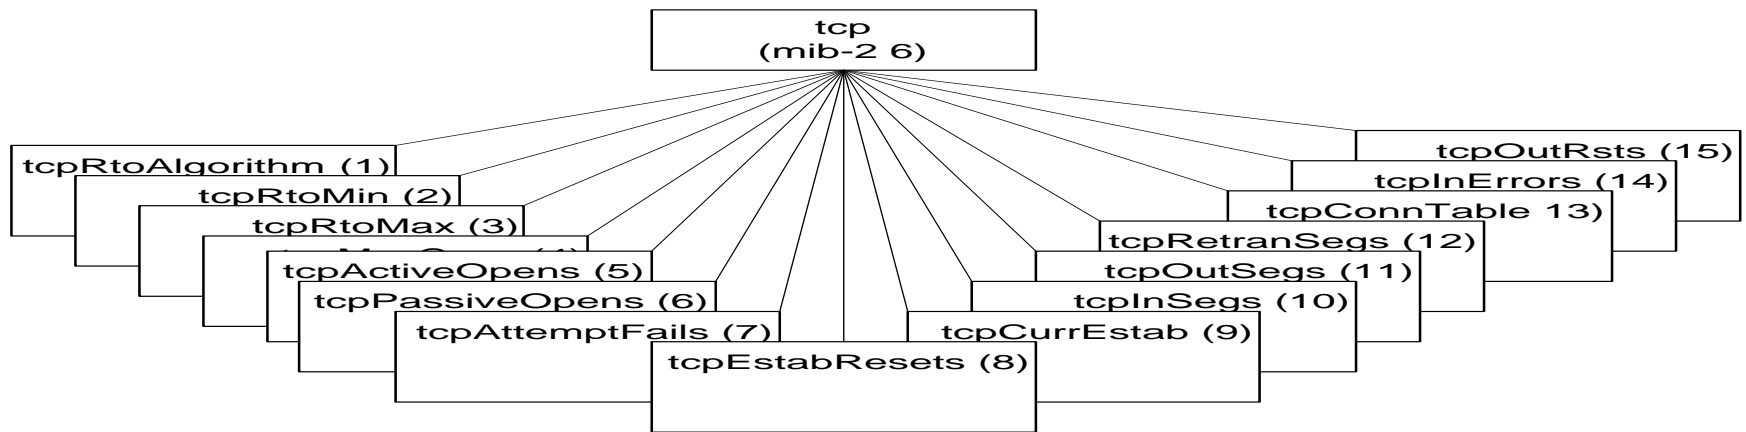 tcp
(mib-2 6)
tcpRtoAlgorithm (1)
tcpRtoMin (2)
tcpRtoMax (3)
tcpActiveOpens (5)
tcpPassiveOpens (6)
tcpAttemptFails (7)
tcpEstabResets (8)
tcpCurrEstab (9)
tcpInSegs (10)
tcpOutSegs (11)
tcpRetranSegs (12)
tcpConnTable 13)
tcpInErrors (14)
tcpOutRsts (15)